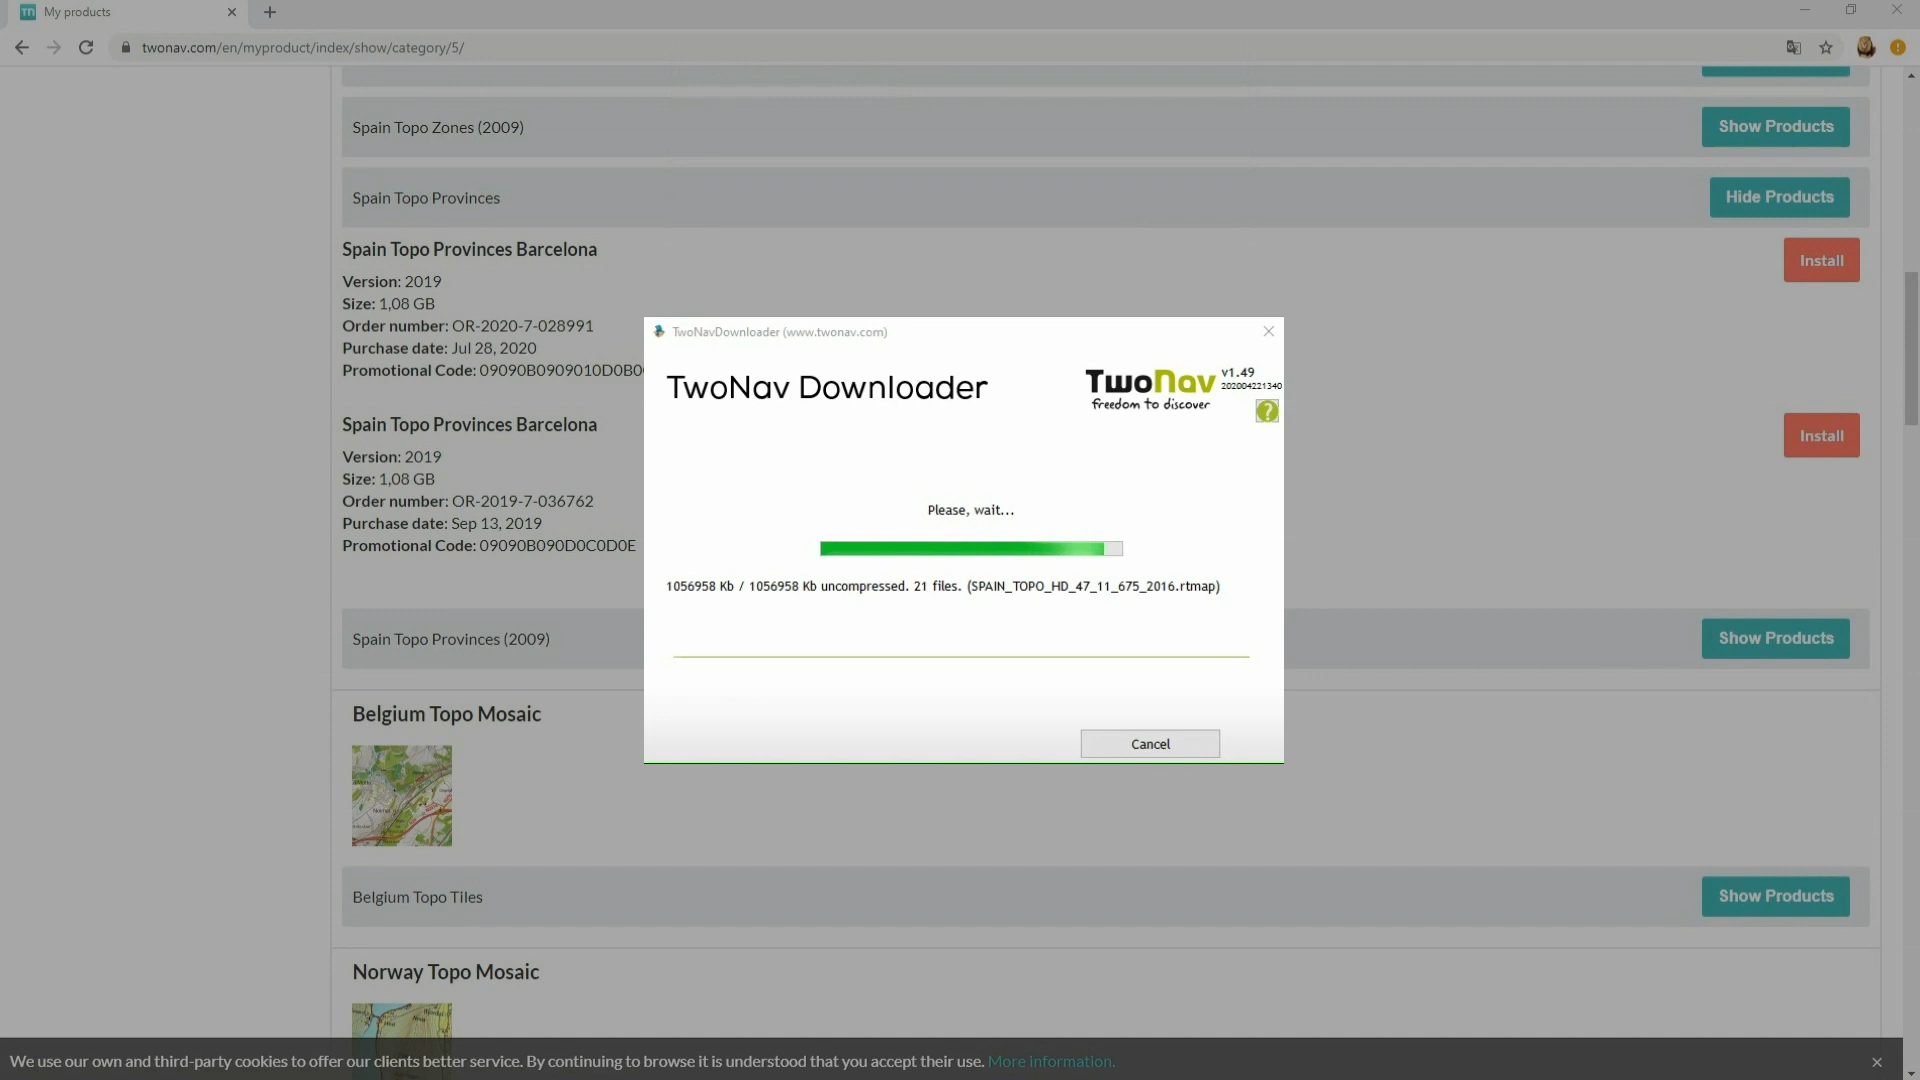 My products
twonav.com/en/myproduct/index/show/category/5/
Spain Topo Zones (2009)
Show Products
Spain Topo Provinces
Hide Products
Spain Topo Provinces Barcelona
Install
Version: 2019
Size: 1,08 GB
Order number: OR-2020-7-028991
Purchase date: Jul 28, 2020
Promotional Code: 09090B0909010D0B0
Spain Topo Provinces Barcelona
Install
Version: 2019
Size: 1,08 GB
Order number: OR-2019-7-036762
Purchase date: Sep 13, 2019
Promotional Code: 09090B090D0C0D0E
TwoNavDownloader (www.twonav.com)
TwoNav Downloader
TwoNav
v1.49
202004221340
freedom to discover
?
Please, wait...
1056958 Kb / 1056958 Kb uncompressed. 21 files. (SPAIN_TOPO_HD_47_11_675_2016.rtmap)
Cancel
Spain Topo Provinces (2009)
Show Products
Belgium Topo Mosaic
Belgium Topo Tiles
Show Products
Norway Topo Mosaic
We use our own and third-party cookies to offer our clients better service. By continuing to browse it is understood that you accept their use. More information.